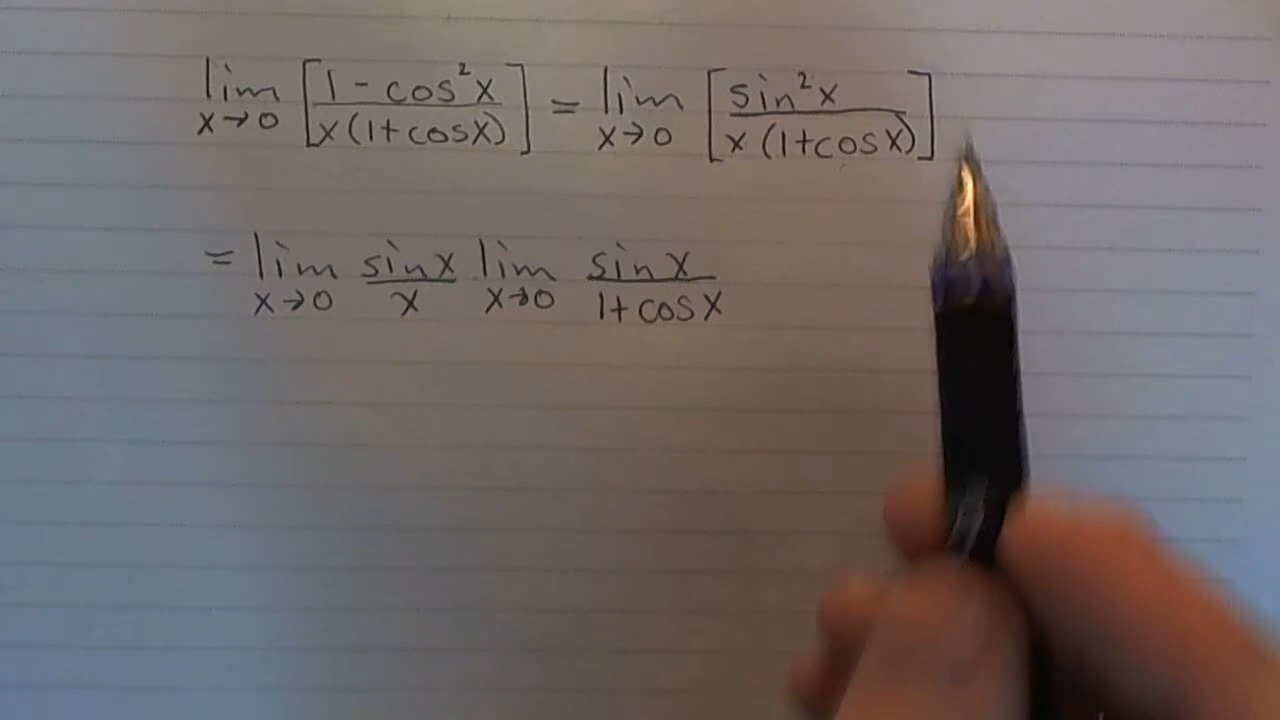 lim x→0 [1 - cos²x / x(1+cosx)] = lim x→0 [sin²x / x(1+cosx)]
= lim x→0 sinx / x lim x→0 sinx / 1+cosx